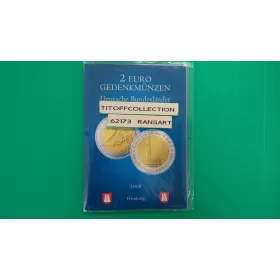 2 EURO
GEDENKMÜNZEN
Deutsche Bundesländer
TITOFFCOLLECTION
62173 RANSART
2008
Hamburg